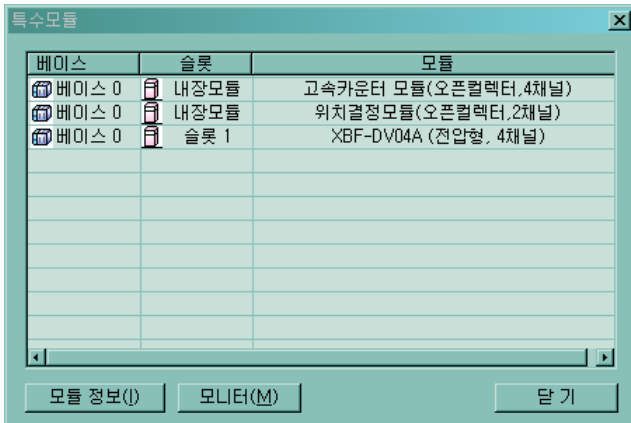 특수모듈
베이스 슬롯 모듈
베이스 0 내장모듈 고속카운터 모듈(오픈컬렉터,4채널)
베이스 0 내장모듈 위치결정모듈(오픈컬렉터,2채널)
베이스 0 슬롯 1 XBF-DV04A (전압형, 4채널)
모듈 정보(I) 모니터(M) 닫 기